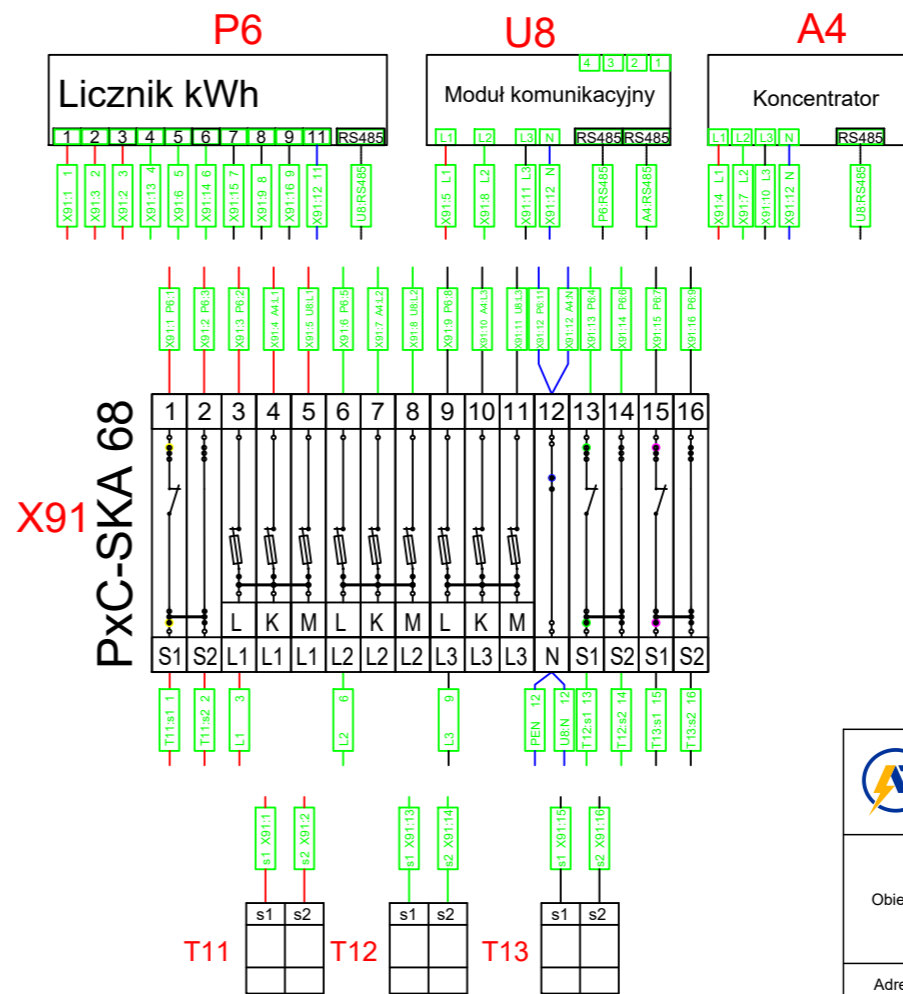 P6 U8 A4
4 3 2 1
Licznik kWh Moduł komunikacyjny Koncentrator
1 2 3 4 5 6 7 8 9 11 RS485 L1 L2 L3 N RS485 RS485 L1 L2 L3 N RS485
X91:1 1
X91:3 2
X91:2 3
X91:13 4
X91:6 5
X91:14 6
X91:15 7
X91:9 8
X91:16 9
X91:12 11
U8:RS485
X91:5 L1
X91:8 L2
X91:11 L3
X91:12 N
P6:RS485
A4:RS485
X91:4 L1
X91:7 L2
X91:10 L3
X91:12 N
U8:RS485
X91:1 P6:1
X91:2 P6:3
X91:3 P6:2
X91:4 A4:L1
X91:5 U8:L1
X91:6 P6:5
X91:7 A4:L2
X91:8 U8:L2
X91:9 P6:8
X91:10 A4:L3
X91:11 U8:L3
X91:12 P6:11
X91:12 A4:N
X91:13 P6:4
X91:14 P6:6
X91:15 P6:7
X91:16 P6:9
X91
PxC-SKA 68
1 2 3 4 5 6 7 8 9 10 11 12 13 14 15 16
L K M L K M L K M
S1 S2 L1 L1 L1 L2 L2 L2 L3 L3 L3 N S1 S2 S1 S2
T11:s1 1
T11:s2 2
L1 3
L2 6
L3 9
PEN 12
U8:N 12
T12:s1 13
T12:s2 14
T13:s1 15
T13:s2 16
s1 X91:1
s2 X91:2
s1 X91:13
s2 X91:14
s1 X91:15
s2 X91:16
s1 s2 s1 s2 s1 s2
T11 T12 T13
Obie
Adre